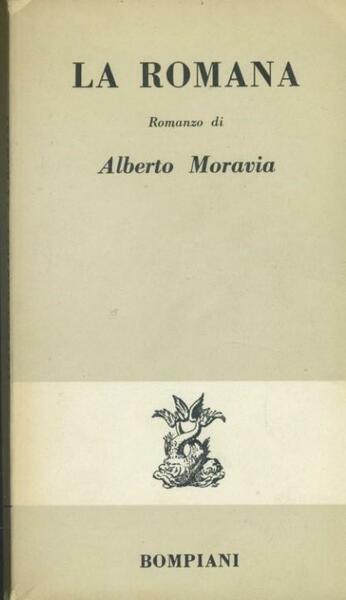 LA ROMANA
Romanzo di
Alberto Moravia
BOMPIANI